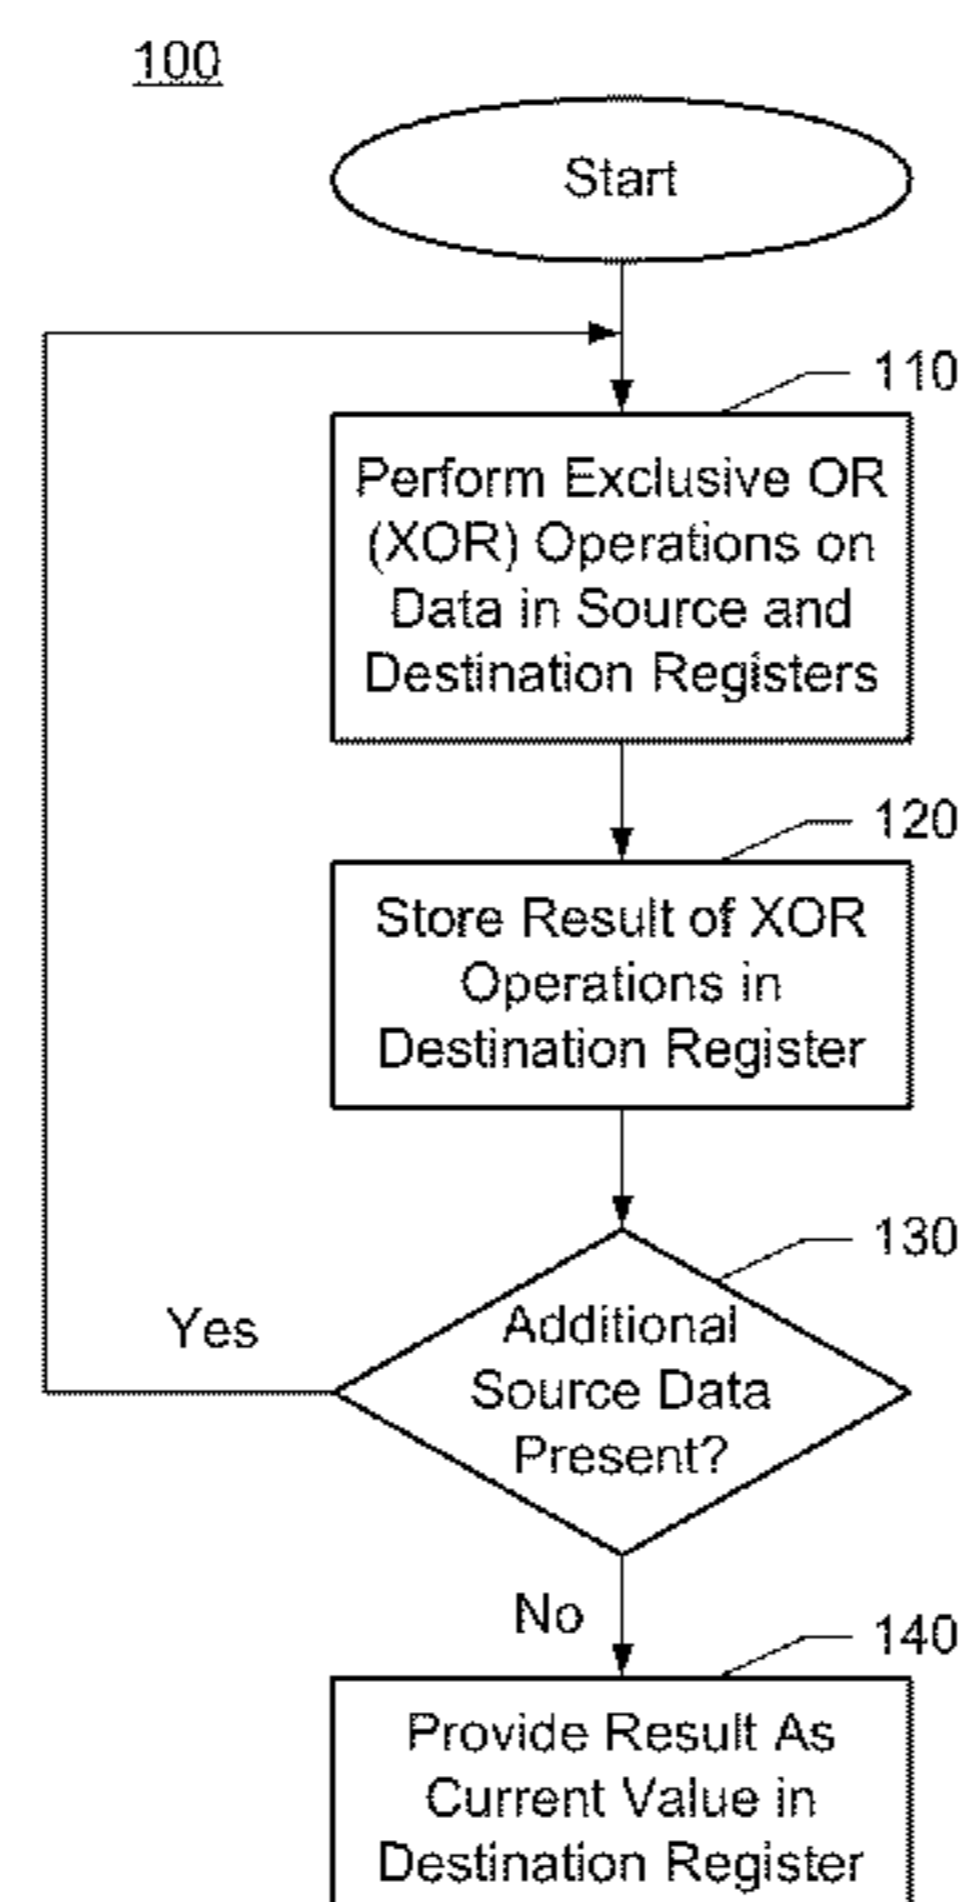 100
Start
110
Perform Exclusive OR
(XOR) Operations on
Data in Source and
Destination Registers
120
Store Result of XOR
Operations in
Destination Register
130
Additional
Source Data
Present?
Yes
No
140
Provide Result As
Current Value in
Destination Register